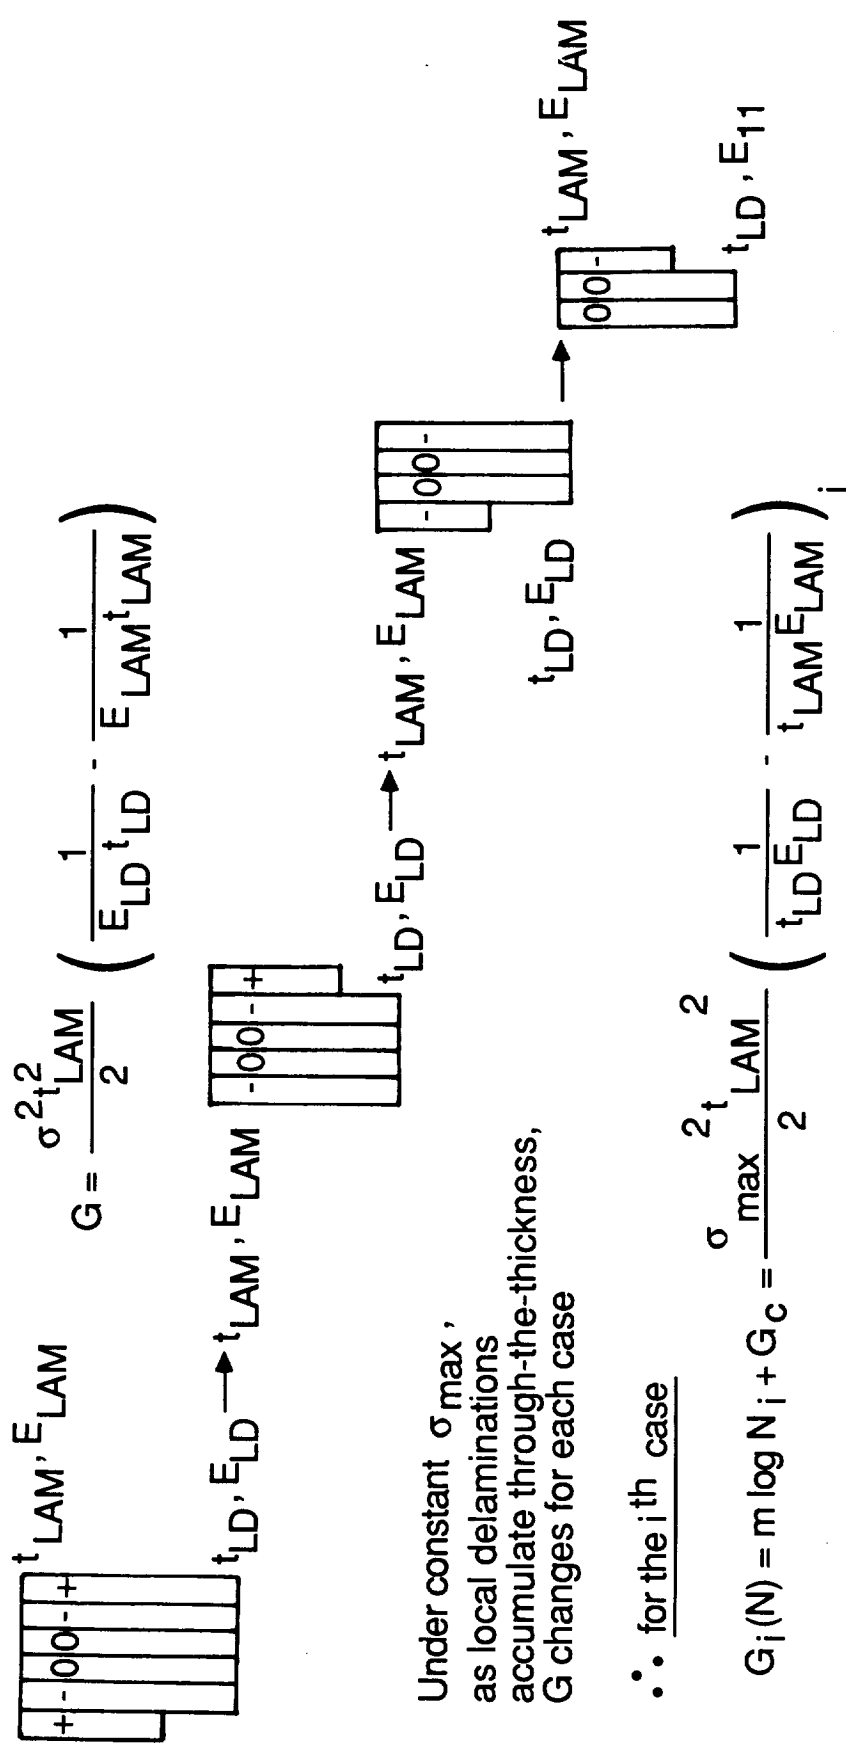 t_LAM, E_LAM
G = σ²t²_LAM / 2 ( 1 / E_LD t_LD - 1 / E_LAM t_LAM )
+ - 0 0 - +
t_LD, E_LD → t_LAM, E_LAM
- 0 0 - +
t_LD, E_LD → t_LAM, E_LAM
- 0 0 -
t_LD, E_LD
t_LAM, E_LAM
0 0 -
t_LD, E_11
Under constant σ_max,
as local delaminations
accumulate through-the-thickness,
G changes for each case
∴ for the i^th case
G_i(N) = m log N_i + G_C = σ_max² t_LAM² / 2 ( 1 / t_LD E_LD - 1 / t_LAM E_LAM )_i